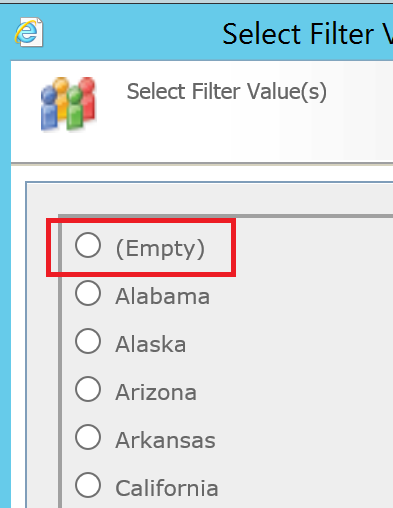 Select Filter V
Select Filter Value(s)
(Empty)
Alabama
Alaska
Arizona
Arkansas
California